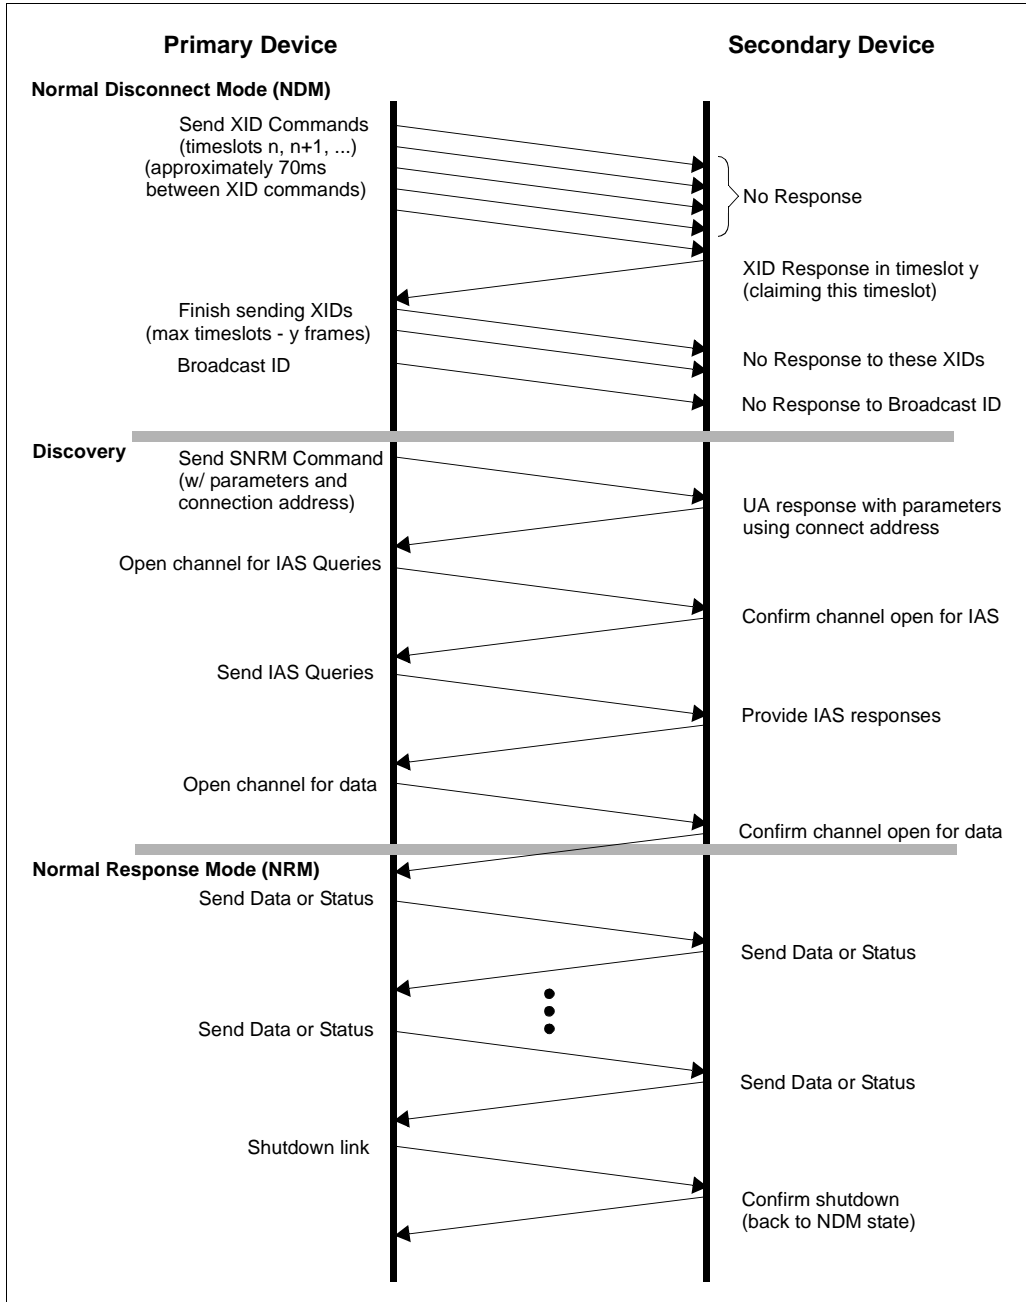 Primary Device
Secondary Device
Normal Disconnect Mode (NDM)
Send XID Commands
(timeslots n, n+1, ...)
(approximately 70ms
between XID commands)
No Response
XID Response in timeslot y
(claiming this timeslot)
Finish sending XIDs
(max timeslots - y frames)
No Response to these XIDs
Broadcast ID
No Response to Broadcast ID
Discovery
Send SNRM Command
(w/ parameters and
connection address)
UA response with parameters
using connect address
Open channel for IAS Queries
Confirm channel open for IAS
Send IAS Queries
Provide IAS responses
Open channel for data
Confirm channel open for data
Normal Response Mode (NRM)
Send Data or Status
Send Data or Status
Send Data or Status
Send Data or Status
Shutdown link
Confirm shutdown
(back to NDM state)